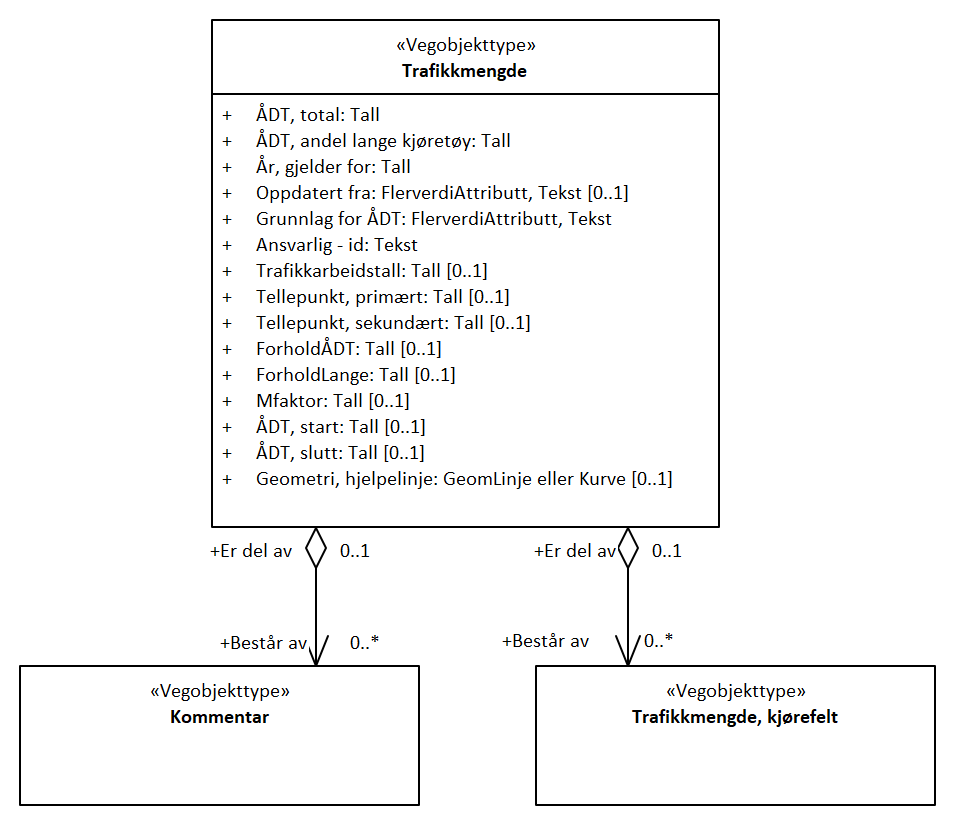 «Vegobjekttype»
Trafikkmengde
+ ÅDT, total: Tall
+ ÅDT, andel lange kjøretøy: Tall
+ År, gjelder for: Tall
+ Oppdatert fra: FlerverdiAttributt, Tekst [0..1]
+ Grunnlag for ÅDT: FlerverdiAttributt, Tekst
+ Ansvarlig - id: Tekst
+ Trafikkarbeidstall: Tall [0..1]
+ Tellepunkt, primært: Tall [0..1]
+ Tellepunkt, sekundært: Tall [0..1]
+ ForholdÅDT: Tall [0..1]
+ ForholdLange: Tall [0..1]
+ Mfaktor: Tall [0..1]
+ ÅDT, start: Tall [0..1]
+ ÅDT, slutt: Tall [0..1]
+ Geometri, hjelpelinje: GeomLinje eller Kurve [0..1]
+Er del av 0..1 +Er del av 0..1
+Består av 0..* +Består av 0..*
«Vegobjekttype»
Kommentar
«Vegobjekttype»
Trafikkmengde, kjørefelt